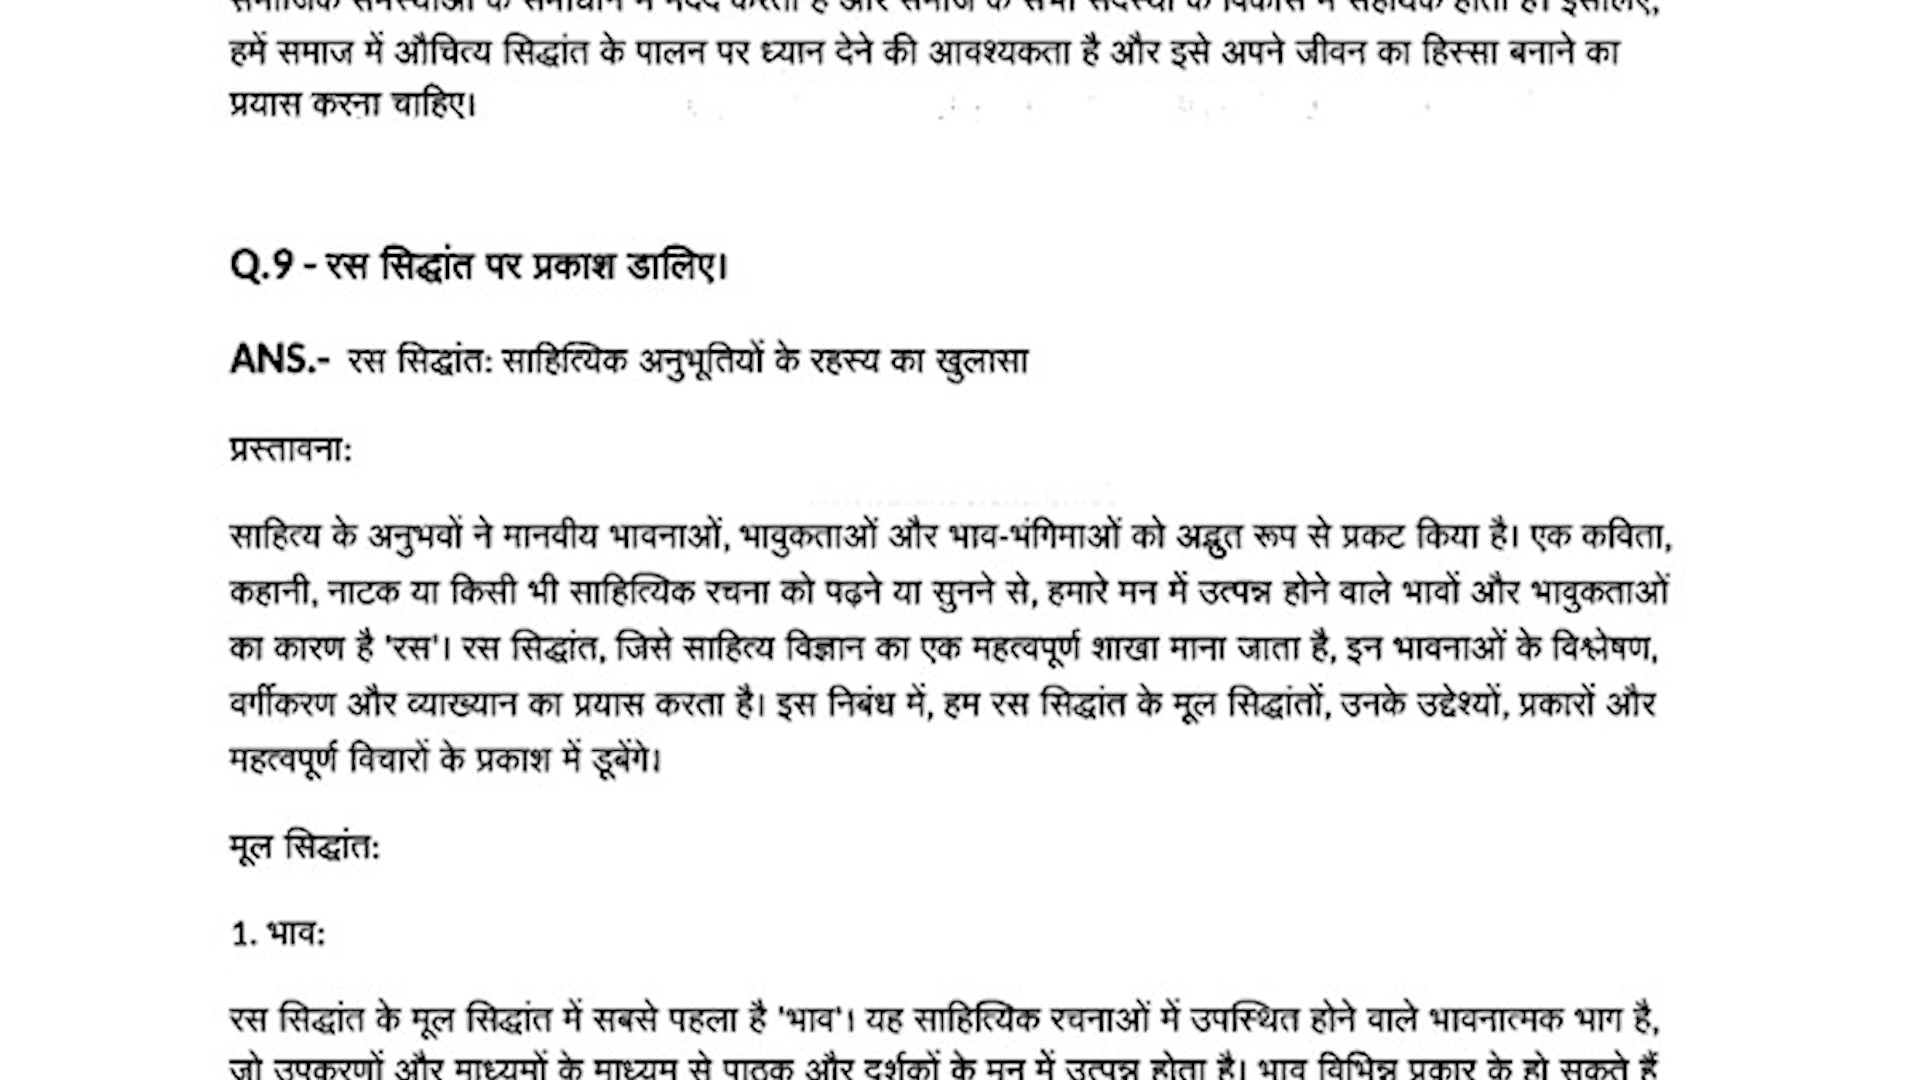 हमें समाज में औचित्य सिद्धांत के पालन पर ध्यान देने की आवश्यकता है और इसे अपने जीवन का हिस्सा बनाने का
प्रयास करना चाहिए।
Q.9 - रस सिद्धांत पर प्रकाश डालिए।
ANS.- रस सिद्धांत: साहित्यिक अनुभूतियों के रहस्य का खुलासा
प्रस्तावना:
साहित्य के अनुभवों ने मानवीय भावनाओं, भावुकताओं और भाव-भंगिमाओं को अद्भुत रूप से प्रकट किया है। एक कविता,
कहानी, नाटक या किसी भी साहित्यिक रचना को पढ़ने या सुनने से, हमारे मन में उत्पन्न होने वाले भावों और भावुकताओं
का कारण है 'रस'। रस सिद्धांत, जिसे साहित्य विज्ञान का एक महत्वपूर्ण शाखा माना जाता है, इन भावनाओं के विश्लेषण,
वर्गीकरण और व्याख्यान का प्रयास करता है। इस निबंध में, हम रस सिद्धांत के मूल सिद्धांतों, उनके उद्देश्यों, प्रकारों और
महत्वपूर्ण विचारों के प्रकाश में डूबेंगे।
मूल सिद्धांत:
1. भाव:
रस सिद्धांत के मूल सिद्धांत में सबसे पहला है 'भाव'। यह साहित्यिक रचनाओं में उपस्थित होने वाले भावनात्मक भाग है,
जो उपकरणों और माध्यमों के माध्यम से पाठक और दर्शकों के मन में उत्पन्न होता है। भाव विभिन्न प्रकार के हो सकते हैं